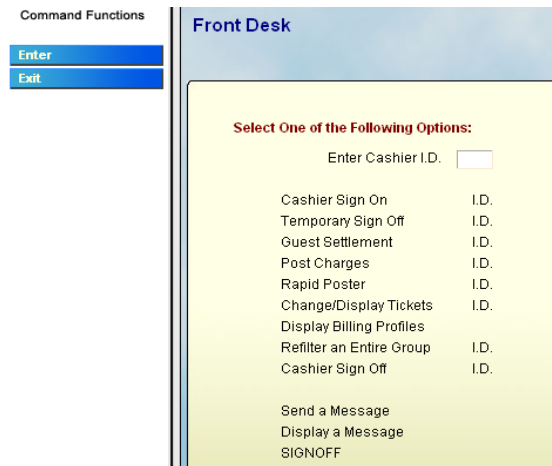 Command Functions
Enter
Exit
Front Desk
Select One of the Following Options:
Enter Cashier I.D.
Cashier Sign On I.D.
Temporary Sign Off I.D.
Guest Settlement I.D.
Post Charges I.D.
Rapid Poster I.D.
Change/Display Tickets I.D.
Display Billing Profiles
Refilter an Entire Group I.D.
Cashier Sign Off I.D.
Send a Message
Display a Message
SIGNOFF